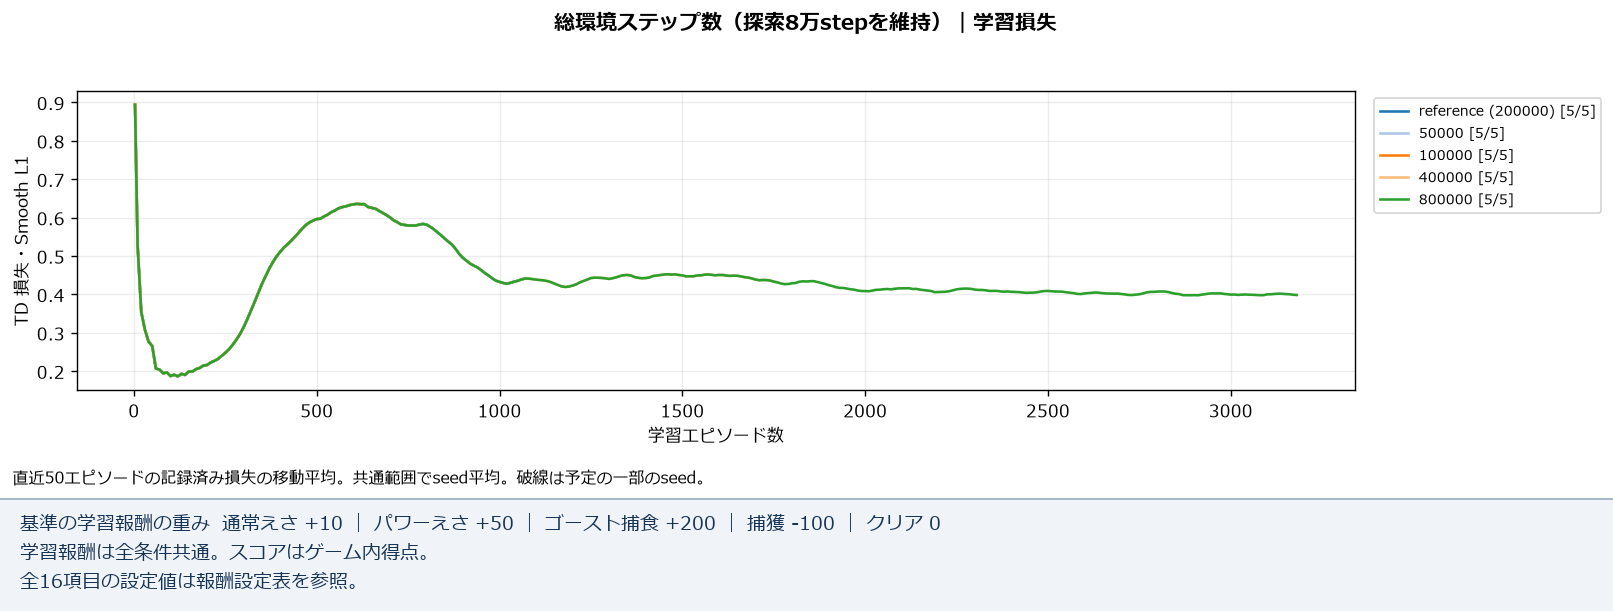 総環境ステップ数（探索8万stepを維持）｜学習損失
0.9
0.8
0.7
0.6
0.5
0.4
0.3
0.2
TD 損失・Smooth L1
0 500 1000 1500 2000 2500 3000
学習エピソード数
reference (200000) [5/5]
50000 [5/5]
100000 [5/5]
400000 [5/5]
800000 [5/5]
直近50エピソードの記録済み損失の移動平均。共通範囲でseed平均。破線は予定の一部のseed。
基準の学習報酬の重み 通常えさ +10 ｜ パワーえさ +50 ｜ ゴースト捕食 +200 ｜ 捕獲 -100 ｜ クリア 0
学習報酬は全条件共通。スコアはゲーム内得点。
全16項目の設定値は報酬設定表を参照。